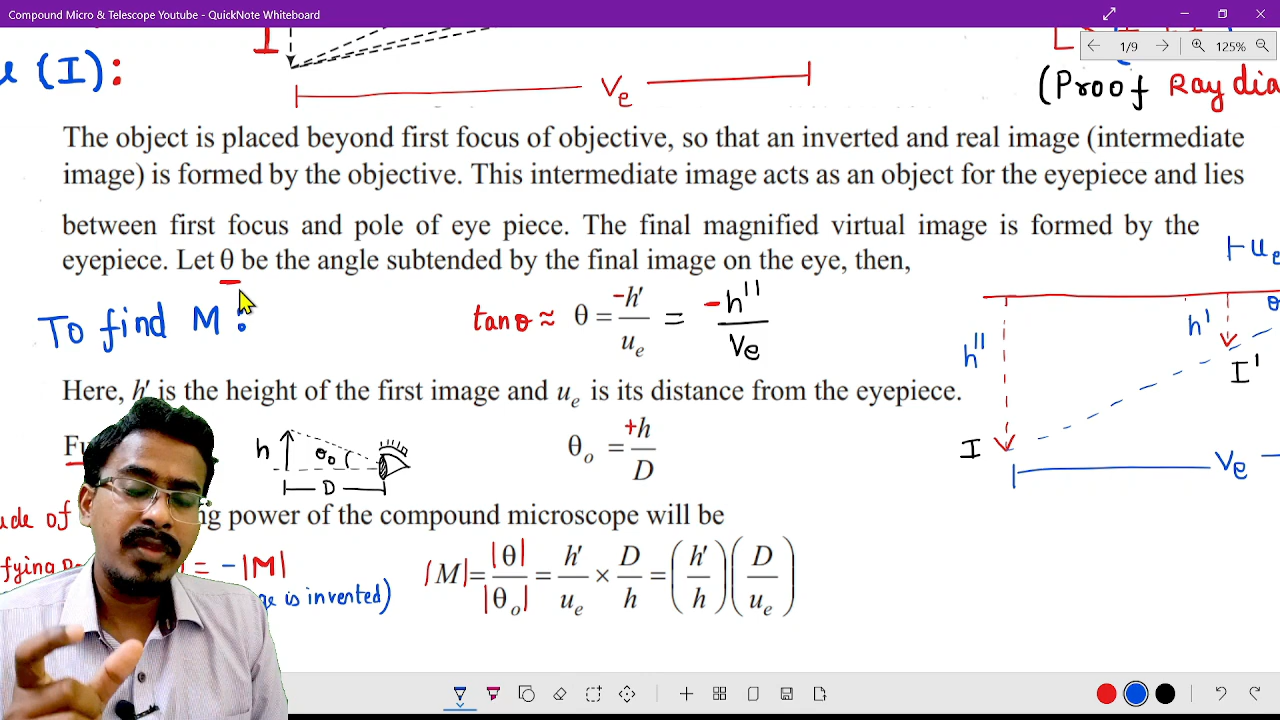 Compound Micro & Telescope Youtube - QuickNote Whiteboard
1/9
125%
I
(I):
Ve
(Proof Ray dia
The object is placed beyond first focus of objective, so that an inverted and real image (intermediate
image) is formed by the objective. This intermediate image acts as an object for the eyepiece and lies
between first focus and pole of eye piece. The final magnified virtual image is formed by the
eyepiece. Let θ be the angle subtended by the final image on the eye, then,
ue
To find M :
tanθ ≈ θ = -h'/ue = -h''/Ve
h''
h'
θ
I'
I
Ve
Here, h' is the height of the first image and ue is its distance from the eyepiece.
h
θo
D
θo = +h/D
ude of
ng power of the compound microscope will be
fying
= -|M|
ge is inverted)
|M| = |θ|/|θo| = h'/ue × D/h = (h'/h)(D/ue)